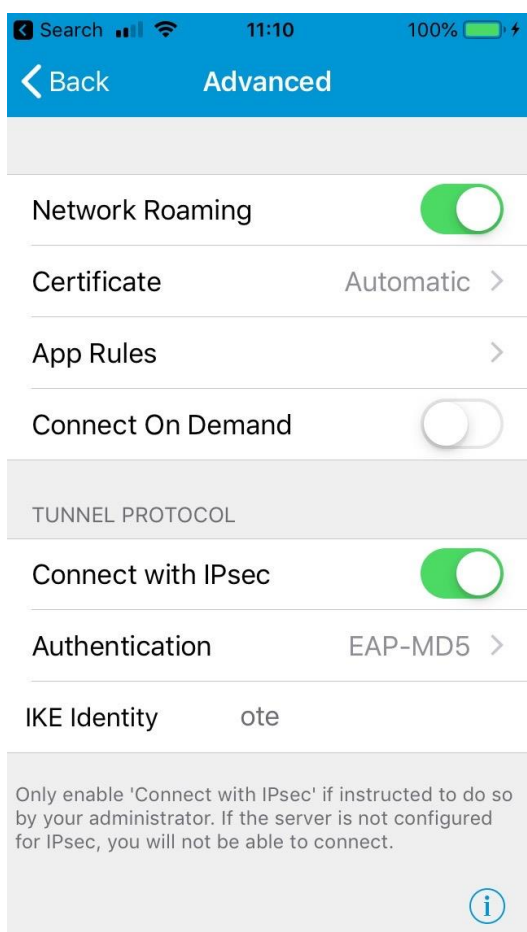 Search 11:10 100%
Back Advanced
Network Roaming
Certificate Automatic
App Rules
Connect On Demand
TUNNEL PROTOCOL
Connect with IPsec
Authentication EAP-MD5
IKE Identity ote
Only enable 'Connect with IPsec' if instructed to do so
by your administrator. If the server is not configured
for IPsec, you will not be able to connect.
i